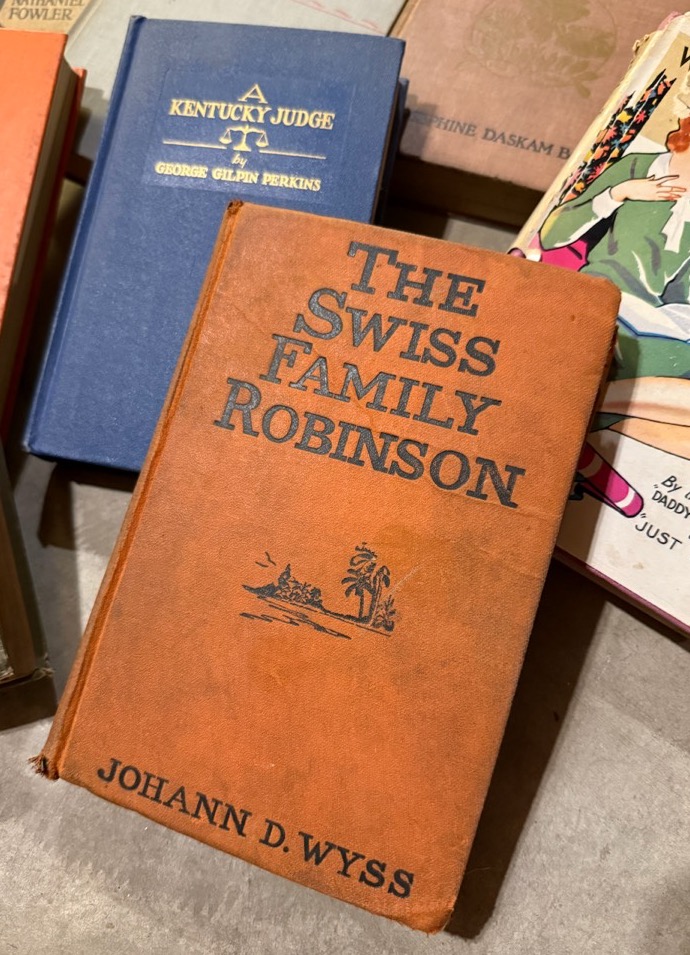 NATHANIEL
FOWLER
A
KENTUCKY JUDGE
by
GEORGE GILPIN PERKINS
PHINE DASKAM B
W
THE
SWISS
FAMILY
ROBINSON
JOHANN D. WYSS
By
"DADDY
"JUST